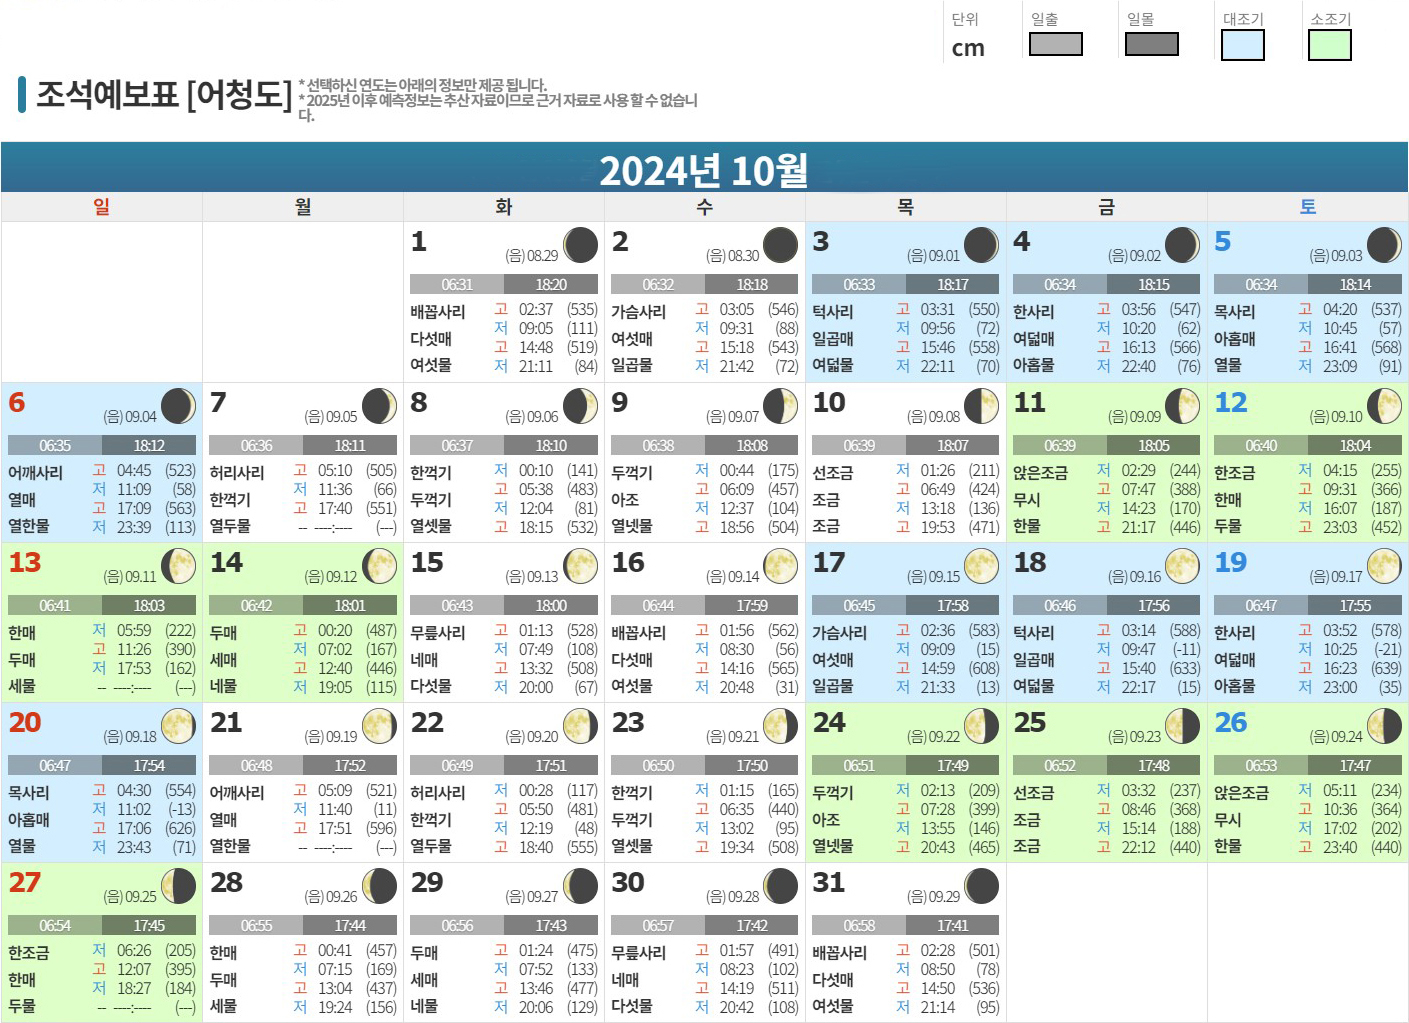 단위 일출 일몰 대조기 소조기
cm
조석예보표 [어청도]
* 선택하신 연도는 아래의 정보만 제공 됩니다.
* 2025년 이후 예측정보는 추산 자료이므로 근거 자료로 사용 할 수 없습니
다.
2024년 10월
일 월 화 수 목 금 토
1 (음) 08.29
06:31 18:20
배꼽사리 고 02:37 (535)
저 09:05 (111)
다섯매 고 14:48 (519)
여섯물 저 21:11 (84)
2 (음) 08.30
06:32 18:18
가슴사리 고 03:05 (546)
저 09:31 (88)
여섯매 고 15:18 (543)
일곱물 저 21:42 (72)
3 (음) 09.01
06:33 18:17
턱사리 고 03:31 (550)
저 09:56 (72)
일곱매 고 15:46 (558)
여덟물 저 22:11 (70)
4 (음) 09.02
06:34 18:15
한사리 고 03:56 (547)
저 10:20 (62)
여덟매 고 16:13 (566)
아홉물 저 22:40 (76)
5 (음) 09.03
06:34 18:14
목사리 고 04:20 (537)
저 10:45 (57)
아홉매 고 16:41 (568)
열물 저 23:09 (91)
6 (음) 09.04
06:35 18:12
어깨사리 고 04:45 (523)
저 11:09 (58)
열매 고 17:09 (563)
열한물 저 23:39 (113)
7 (음) 09.05
06:36 18:11
허리사리 고 05:10 (505)
저 11:36 (66)
한꺽기 고 17:40 (551)
열두물 -- ----:---- (---)
8 (음) 09.06
06:37 18:10
한꺽기 저 00:10 (141)
고 05:38 (483)
두꺽기 저 12:04 (81)
열셋물 고 18:15 (532)
9 (음) 09.07
06:38 18:08
두꺽기 저 00:44 (175)
고 06:09 (457)
아조 저 12:37 (104)
열넷물 고 18:56 (504)
10 (음) 09.08
06:39 18:07
선조금 저 01:26 (211)
고 06:49 (424)
조금 저 13:18 (136)
조금 고 19:53 (471)
11 (음) 09.09
06:39 18:05
앉은조금 저 02:29 (244)
고 07:47 (388)
무시 저 14:23 (170)
한물 고 21:17 (446)
12 (음) 09.10
06:40 18:04
한조금 저 04:15 (255)
고 09:31 (366)
한매 저 16:07 (187)
두물 고 23:03 (452)
13 (음) 09.11
06:41 18:03
한매 저 05:59 (222)
고 11:26 (390)
두매 저 17:53 (162)
세물 -- ----:---- (---)
14 (음) 09.12
06:42 18:01
두매 고 00:20 (487)
저 07:02 (167)
세매 고 12:40 (446)
네물 저 19:05 (115)
15 (음) 09.13
06:43 18:00
무릎사리 고 01:13 (528)
저 07:49 (108)
네매 고 13:32 (508)
다섯물 저 20:00 (67)
16 (음) 09.14
06:44 17:59
배꼽사리 고 01:56 (562)
저 08:30 (56)
다섯매 고 14:16 (565)
여섯물 저 20:48 (31)
17 (음) 09.15
06:45 17:58
가슴사리 고 02:36 (583)
저 09:09 (15)
여섯매 고 14:59 (608)
일곱물 저 21:33 (13)
18 (음) 09.16
06:46 17:56
턱사리 고 03:14 (588)
저 09:47 (-11)
일곱매 고 15:40 (633)
여덟물 저 22:17 (15)
19 (음) 09.17
06:47 17:55
한사리 고 03:52 (578)
저 10:25 (-21)
여덟매 고 16:23 (639)
아홉물 저 23:00 (35)
20 (음) 09.18
06:47 17:54
목사리 고 04:30 (554)
저 11:02 (-13)
아홉매 고 17:06 (626)
열물 저 23:43 (71)
21 (음) 09.19
06:48 17:52
어깨사리 고 05:09 (521)
저 11:40 (11)
열매 고 17:51 (596)
열한물 -- ----:---- (---)
22 (음) 09.20
06:49 17:51
허리사리 저 00:28 (117)
고 05:50 (481)
한꺽기 저 12:19 (48)
열두물 고 18:40 (555)
23 (음) 09.21
06:50 17:50
한꺽기 저 01:15 (165)
고 06:35 (440)
두꺽기 저 13:02 (95)
열셋물 고 19:34 (508)
24 (음) 09.22
06:51 17:49
두꺽기 저 02:13 (209)
고 07:28 (399)
아조 저 13:55 (146)
열넷물 고 20:43 (465)
25 (음) 09.23
06:52 17:48
선조금 저 03:32 (237)
고 08:46 (368)
조금 저 15:14 (188)
조금 고 22:12 (440)
26 (음) 09.24
06:53 17:47
앉은조금 저 05:11 (234)
고 10:36 (364)
무시 저 17:02 (202)
한물 고 23:40 (440)
27 (음) 09.25
06:54 17:45
한조금 저 06:26 (205)
고 12:07 (395)
한매 저 18:27 (184)
두물 -- ----:---- (---)
28 (음) 09.26
06:55 17:44
한매 고 00:41 (457)
저 07:15 (169)
두매 고 13:04 (437)
세물 저 19:24 (156)
29 (음) 09.27
06:56 17:43
두매 고 01:24 (475)
저 07:52 (133)
세매 고 13:46 (477)
네물 저 20:06 (129)
30 (음) 09.28
06:57 17:42
무릎사리 고 01:57 (491)
저 08:23 (102)
네매 고 14:19 (511)
다섯물 저 20:42 (108)
31 (음) 09.29
06:58 17:41
배꼽사리 고 02:28 (501)
저 08:50 (78)
다섯매 고 14:50 (536)
여섯물 저 21:14 (95)